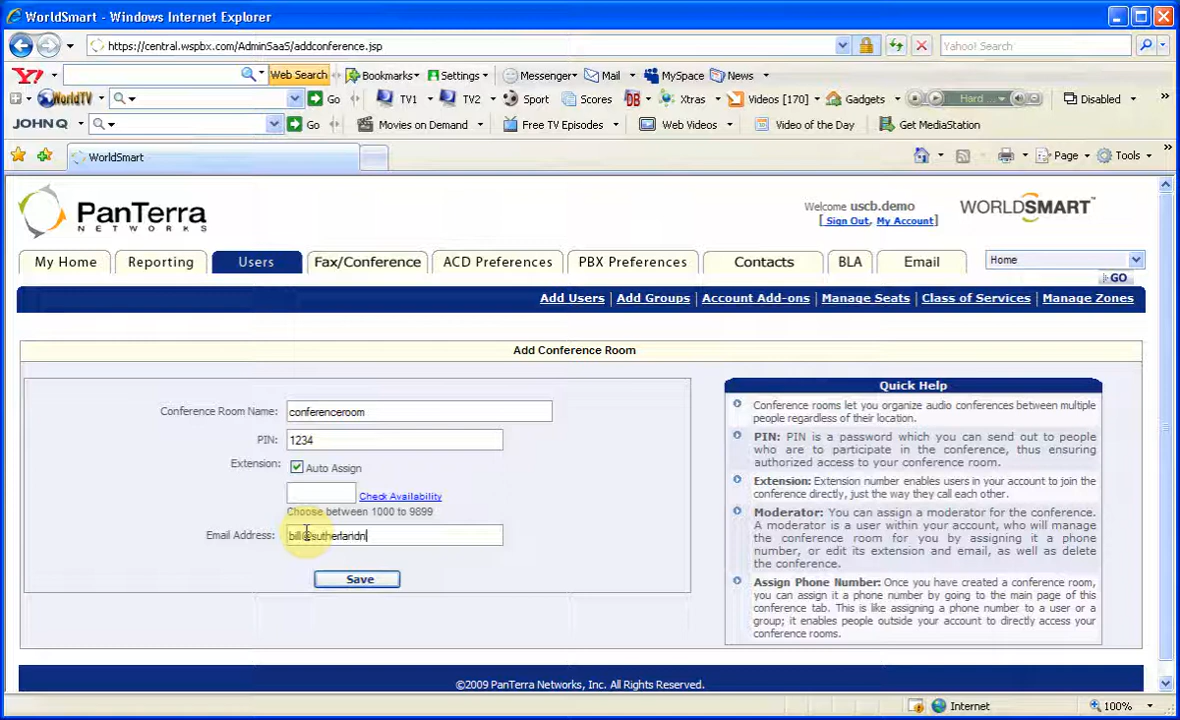 WorldSmart - Windows Internet Explorer
https://central.wspbx.com/AdminSaaS/addconference.jsp
Yahoo! Search
Y! Web Search Bookmarks Settings Messenger Mail MySpace News
WorldTV Go TV1 TV2 Sport Scores Xtras Videos [170] Gadgets Hard... Disabled
JOHN Q Go Movies on Demand Free TV Episodes Web Videos Video of the Day Get MediaStation
WorldSmart Page Tools
PanTerra
NETWORKS
Welcome uscb.demo
[ Sign Out, My Account ]
WORLDSMART
My Home Reporting Users Fax/Conference ACD Preferences PBX Preferences Contacts BLA Email Home
GO
Add Users | Add Groups | Account Add-ons | Manage Seats | Class of Services | Manage Zones
Add Conference Room
Conference Room Name: conferenceroom
PIN: 1234
Extension: Auto Assign
Check Availability
Choose between 1000 to 9899
Email Address: bill@sutherlandn
Save
Quick Help
Conference rooms let you organize audio conferences between multiple
people regardless of their location.
PIN: PIN is a password which you can send out to people
who are to participate in the conference, thus ensuring
authorized access to your conference room.
Extension: Extension number enables users in your account to join the
conference directly, just the way they call each other.
Moderator: You can assign a moderator for the conference.
A moderator is a user within your account, who will manage
the conference room for you by assigning it a phone
number, or edit its extension and email, as well as delete
the conference.
Assign Phone Number: Once you have created a conference room,
you can assign it a phone number by going to the main page of this
conference tab. This is like assigning a phone number to a user or a
group; it enables people outside your account to directly access your
conference rooms.
©2009 PanTerra Networks, Inc. All Rights Reserved.
Internet 100%